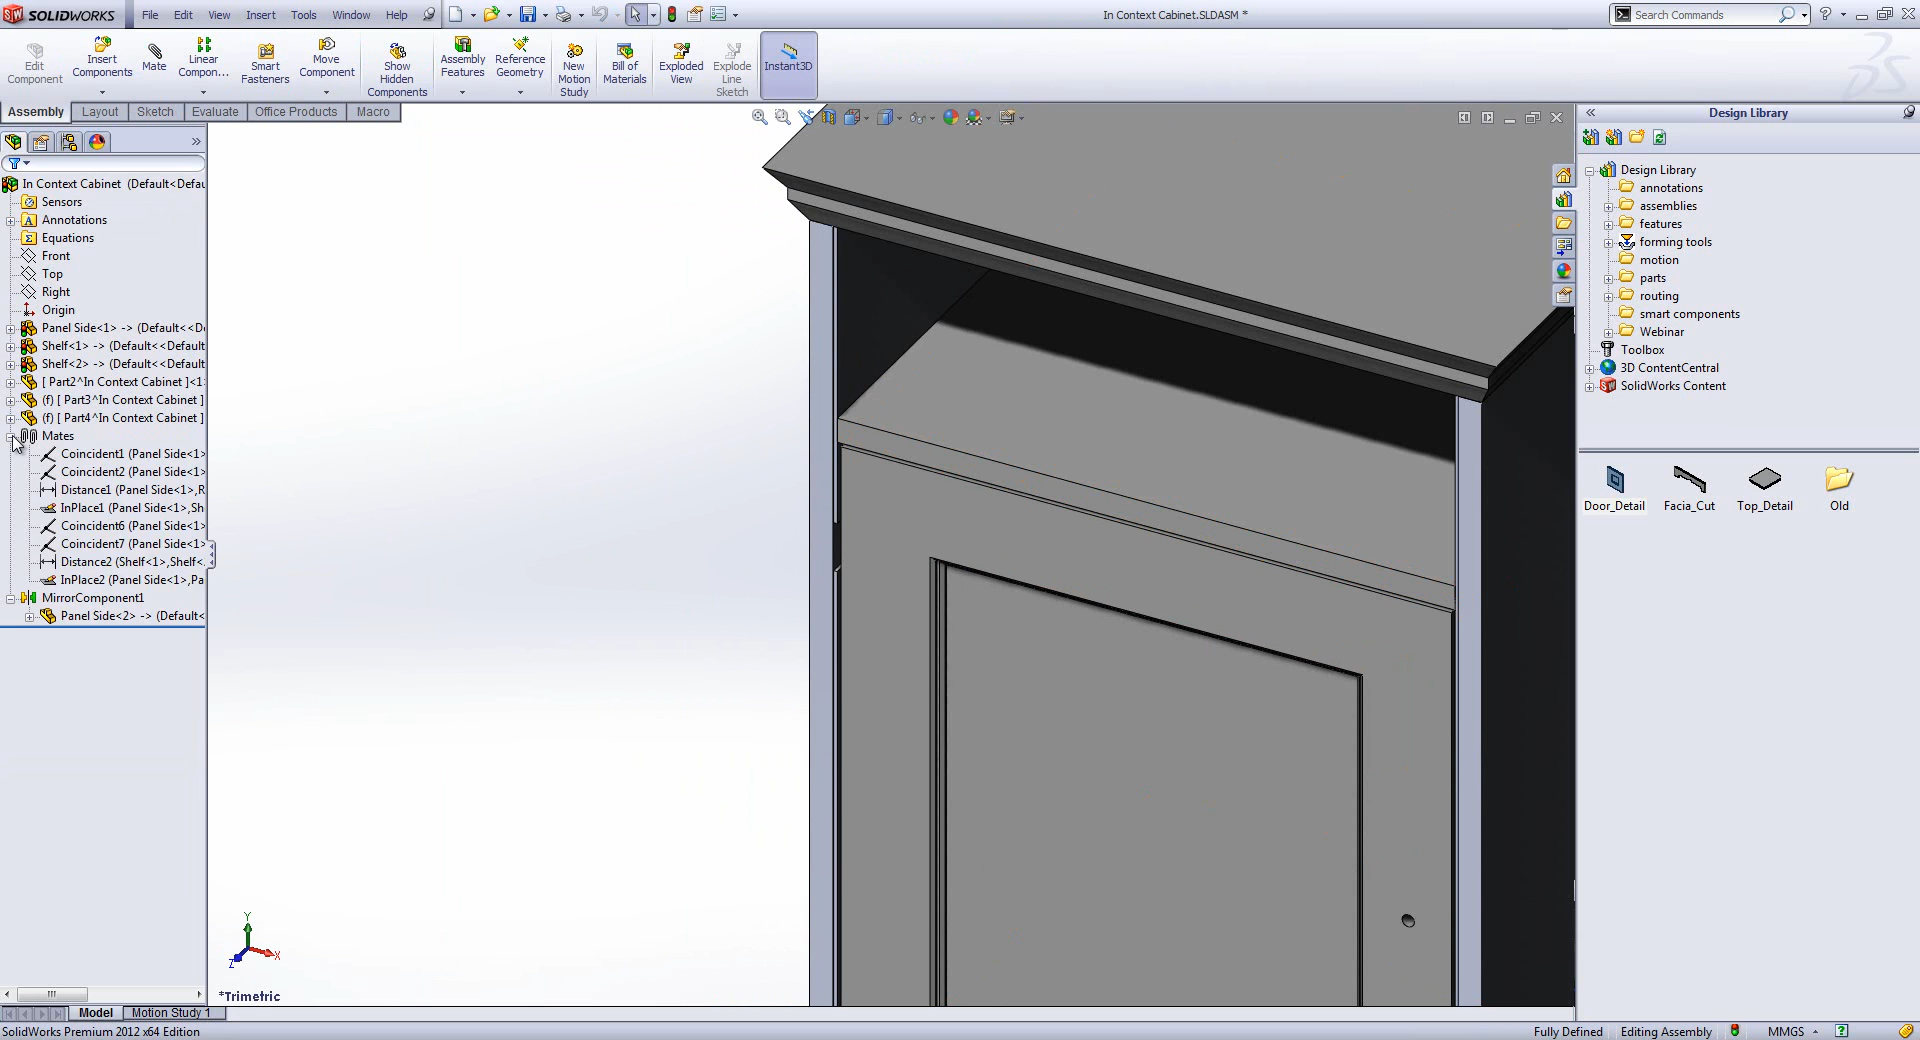 SW SOLIDWORKS File Edit View Insert Tools Window Help In Context Cabinet.SLDASM * Search Commands
Edit Component
Insert Components
Mate
Linear Compon...
Smart Fasteners
Move Component
Show Hidden Components
Assembly Features
Reference Geometry
New Motion Study
Bill of Materials
Exploded View
Explode Line Sketch
Instant3D
Assembly Layout Sketch Evaluate Office Products Macro
In Context Cabinet (Default<Defau
Sensors
Annotations
Equations
Front
Top
Right
Origin
Panel Side<1> -> (Default<<D
Shelf<1> -> (Default<<Default
Shelf<2> -> (Default<<Default
[ Part2^In Context Cabinet ]<1
(f) [ Part3^In Context Cabinet ]
(f) [ Part4^In Context Cabinet ]
Mates
Coincident1 (Panel Side<1>
Coincident2 (Panel Side<1>
Distance1 (Panel Side<1>,R
InPlace1 (Panel Side<1>,Sh
Coincident6 (Panel Side<1>
Coincident7 (Panel Side<1>
Distance2 (Shelf<1>,Shelf<
InPlace2 (Panel Side<1>,Pa
MirrorComponent1
Panel Side<2> -> (Default<
Y
X
Z
*Trimetric
Design Library
Design Library
annotations
assemblies
features
forming tools
motion
parts
routing
smart components
Webinar
Toolbox
3D ContentCentral
SolidWorks Content
Door_Detail Facia_Cut Top_Detail Old
Model Motion Study 1
SolidWorks Premium 2012 x64 Edition Fully Defined Editing Assembly MMGS